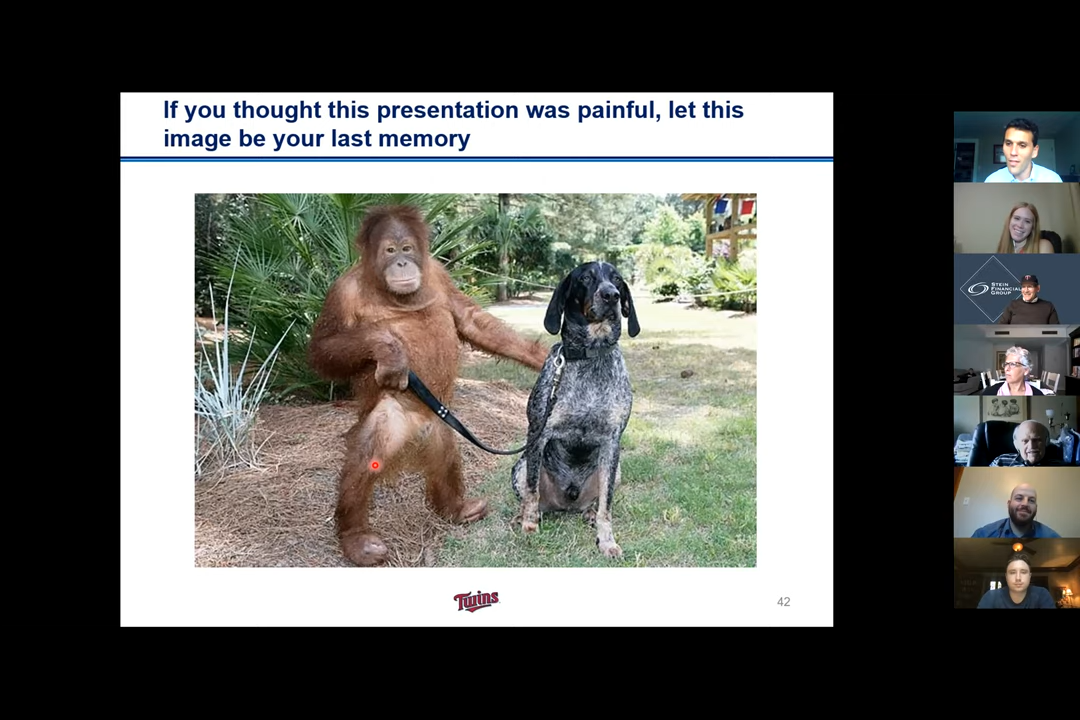 If you thought this presentation was painful, let this
image be your last memory
Twins
42
STEIN
FINANCIAL
GROUP